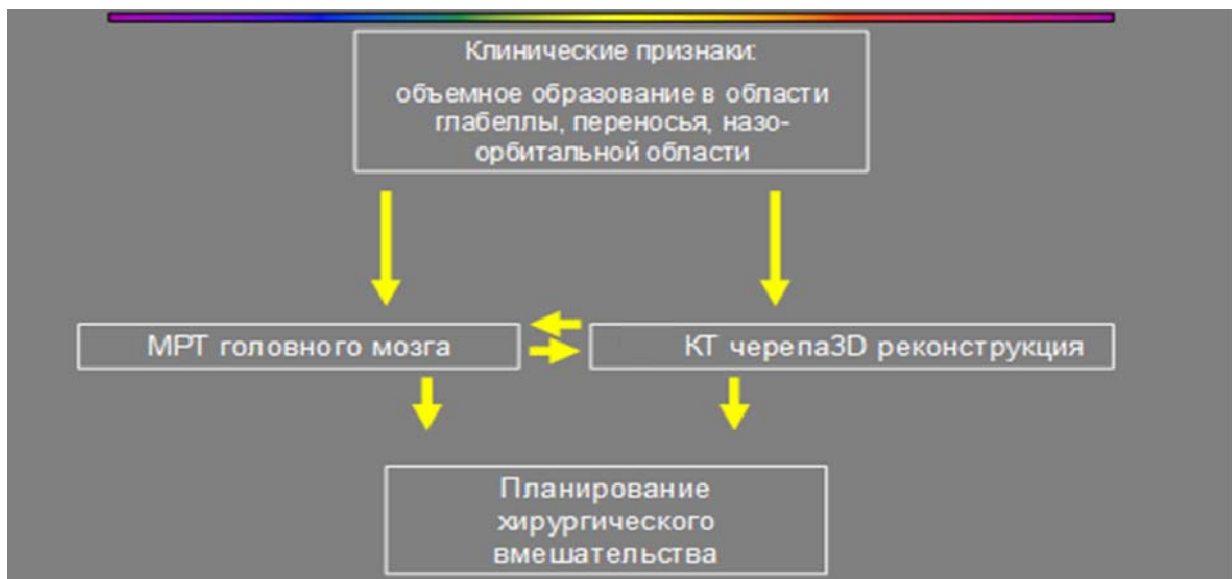 Клинические признаки:
объемное образование в области
глабеллы, переносья, назо-
орбитальной области
МРТ головного мозга
КТ черепа3D реконструкция
Планирование
хирургического
вмешательства